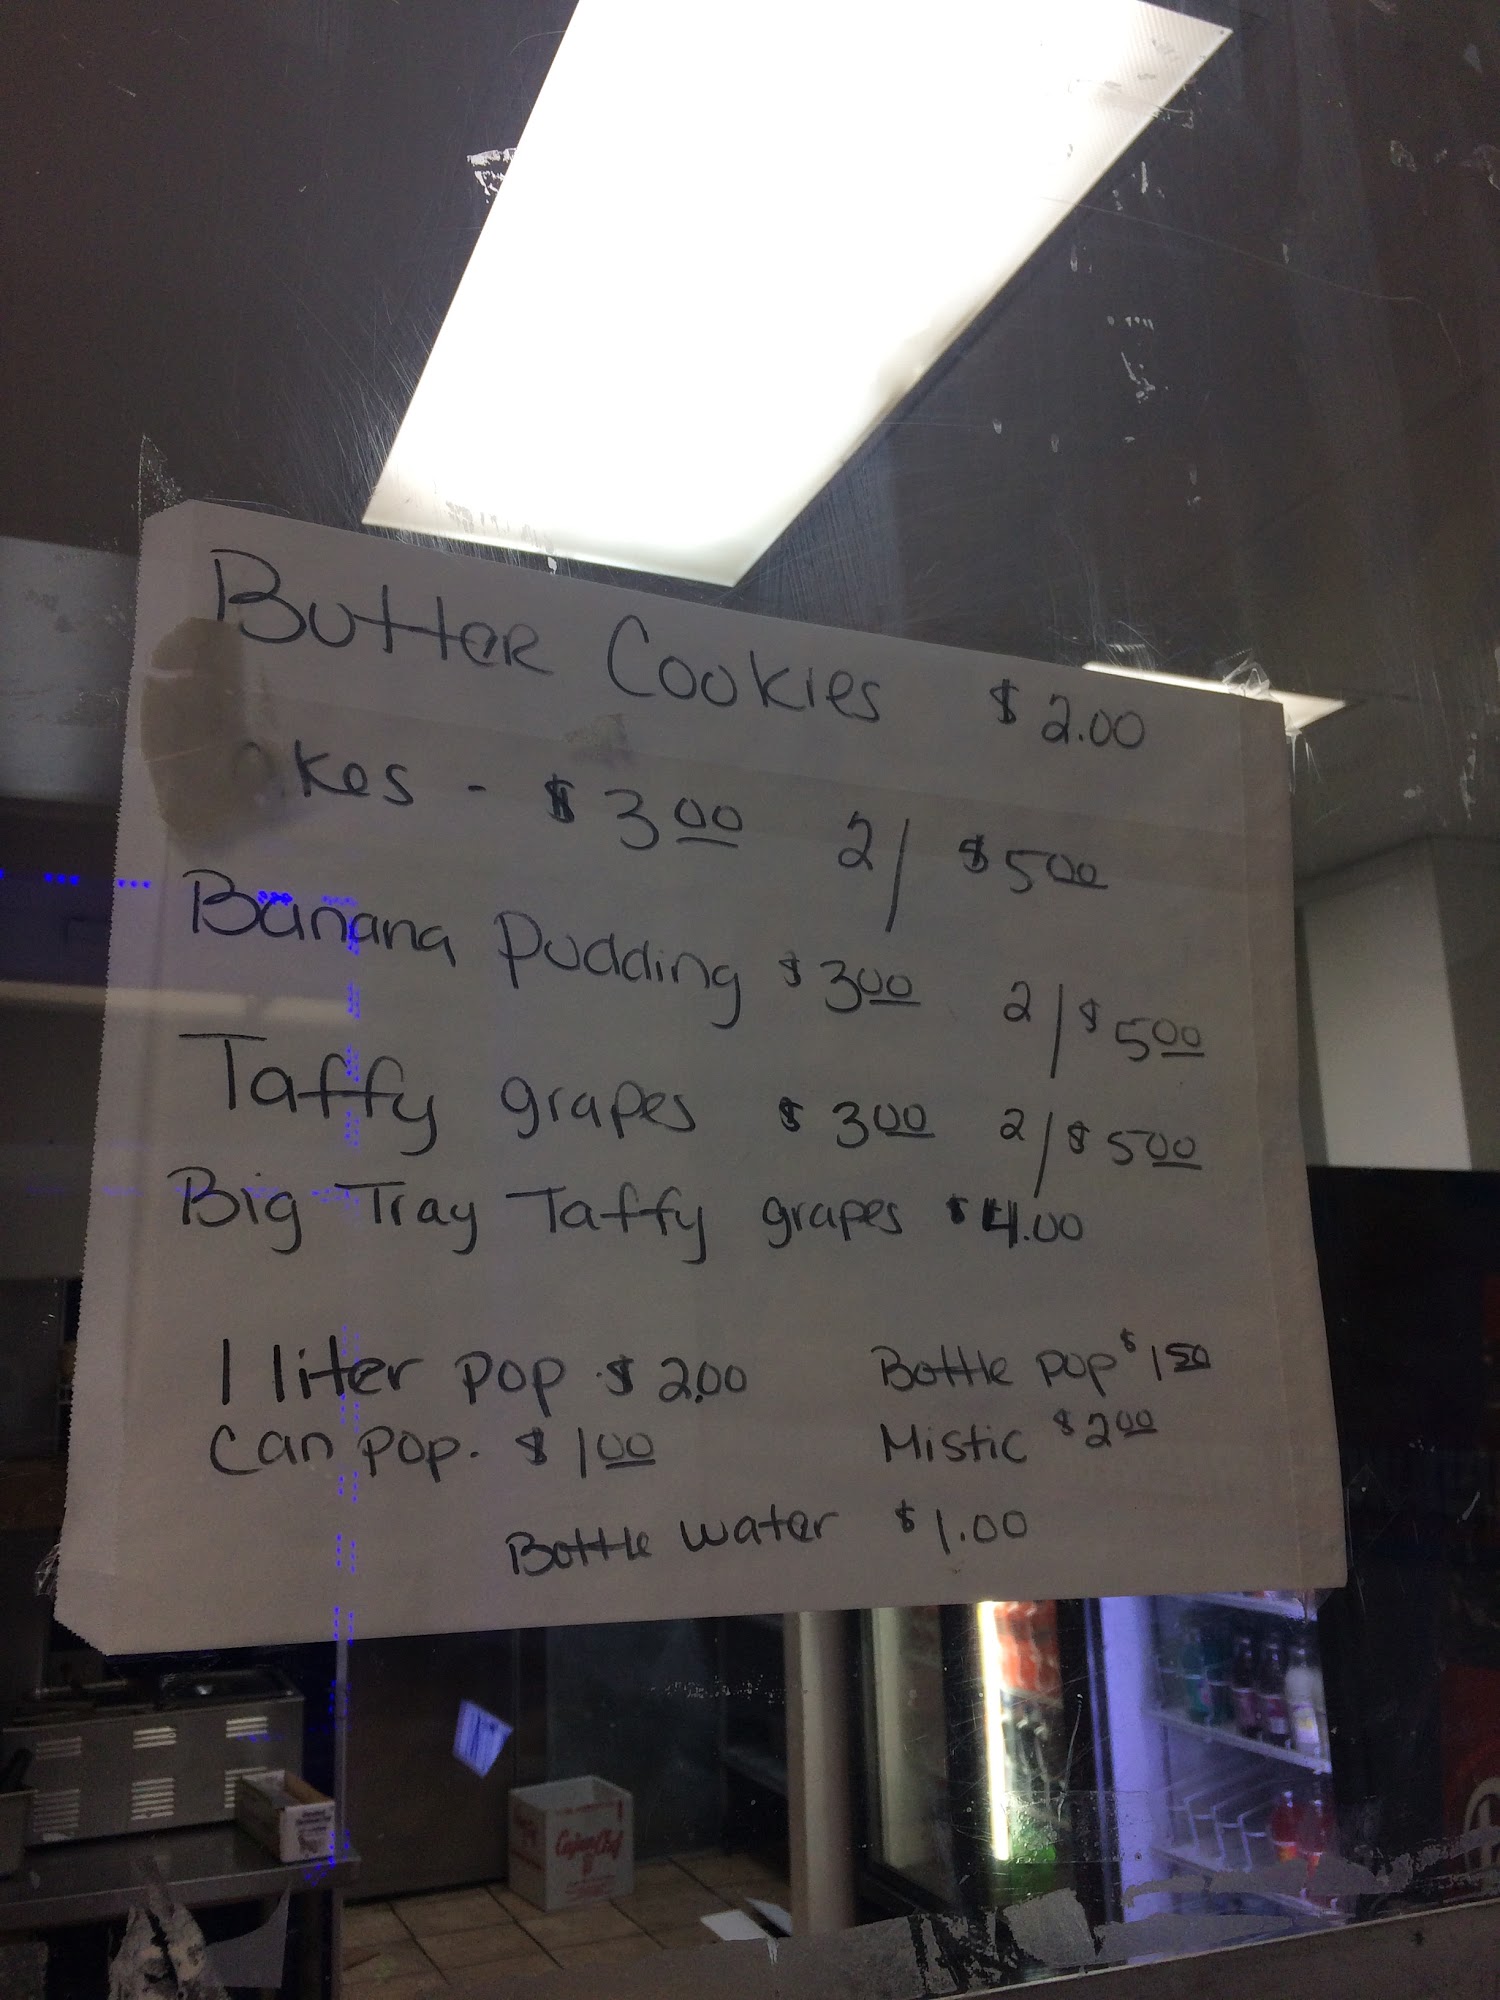 Butter Cookies $2.00
kes - $3.00 2/ $5.00
Banana Pudding $3.00 2/$5.00
Taffy grapes $3.00 2/$5.00
Big Tray Taffy grapes $4.00
1 liter pop $2.00 Bottle pop $1.50
Can pop. $1.00 Mistic $2.00
Bottle water $1.00